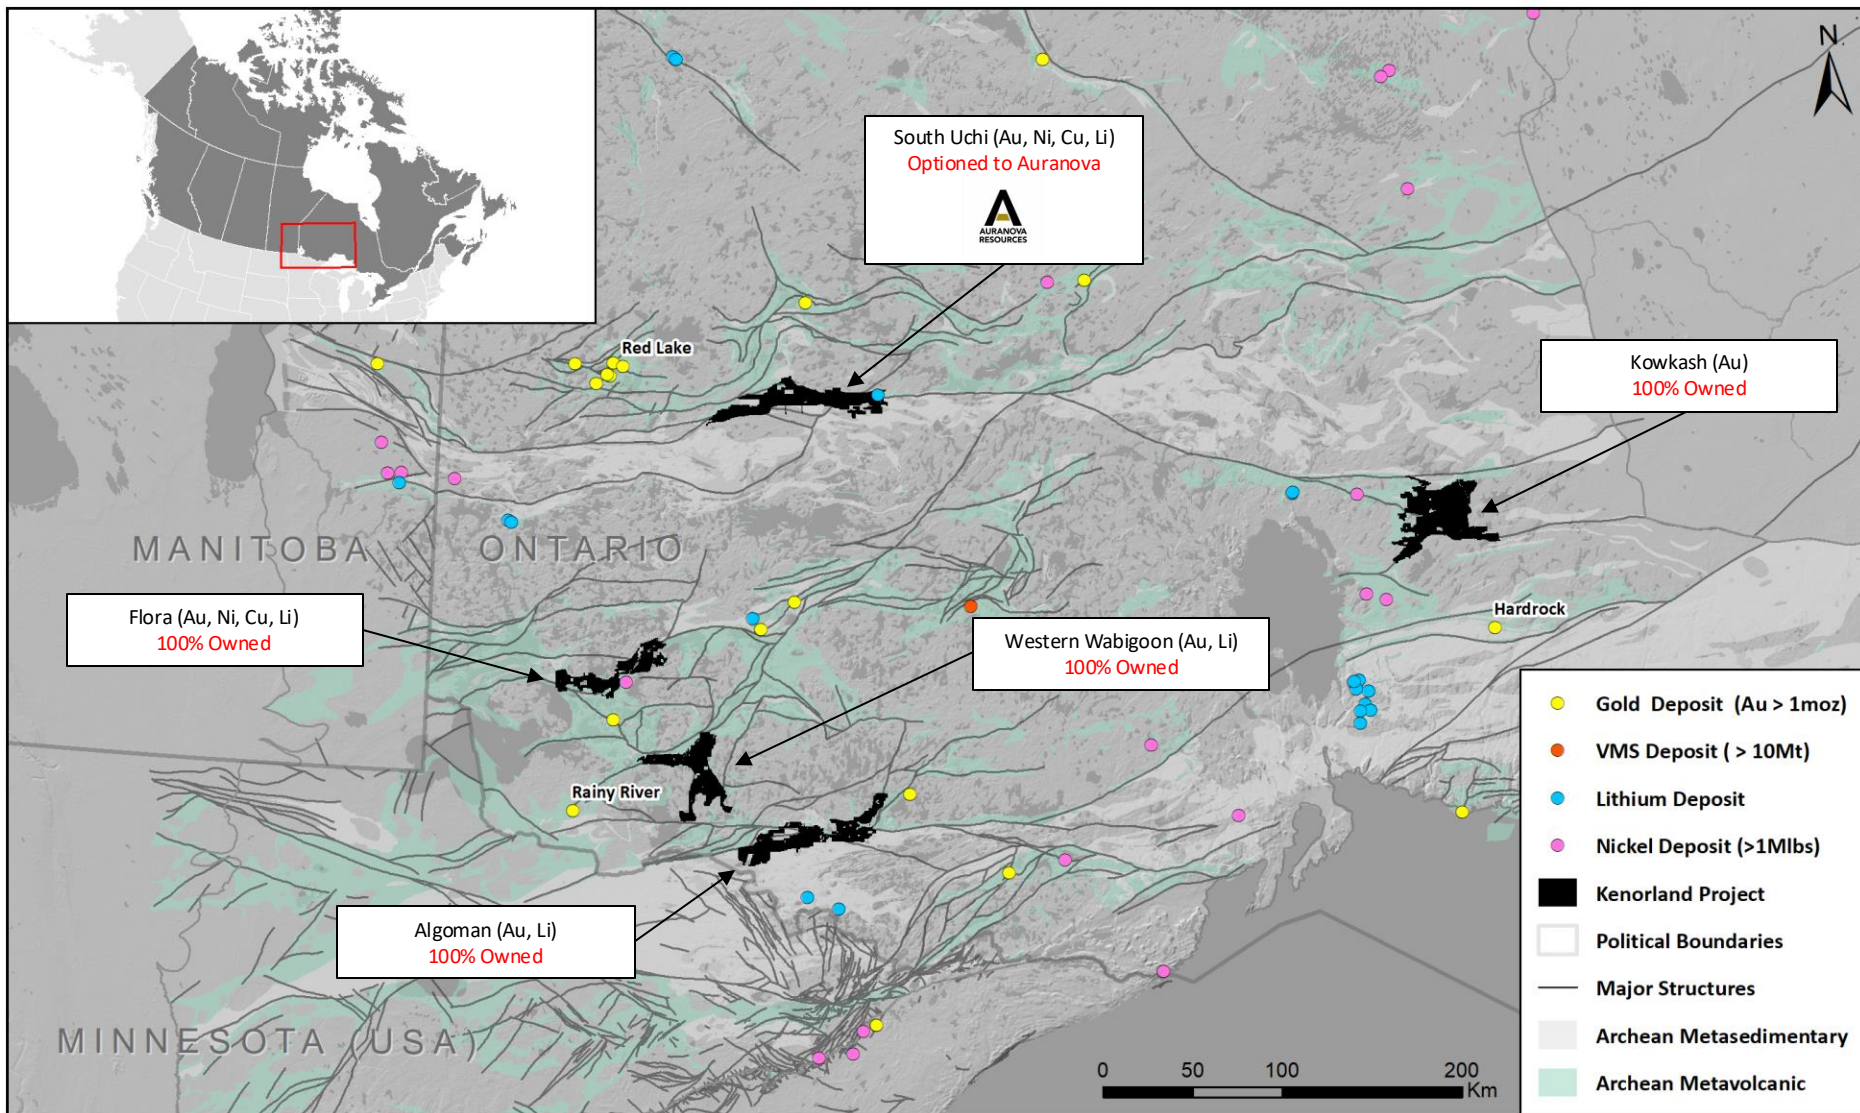 N
South Uchi (Au, Ni, Cu, Li)
Optioned to Auranova
AURANOVA
RESOURCES
Red Lake
Kowkash (Au)
100% Owned
MANITOBA
ONTARIO
Flora (Au, Ni, Cu, Li)
100% Owned
Hardrock
Western Wabigoon (Au, Li)
100% Owned
Rainy River
Algoman (Au, Li)
100% Owned
MINNESOTA (USA)
Gold Deposit (Au > 1moz)
VMS Deposit ( > 10Mt)
Lithium Deposit
Nickel Deposit (>1Mlbs)
Kenorland Project
Political Boundaries
Major Structures
Archean Metasedimentary
Archean Metavolcanic
0 50 100 200
Km